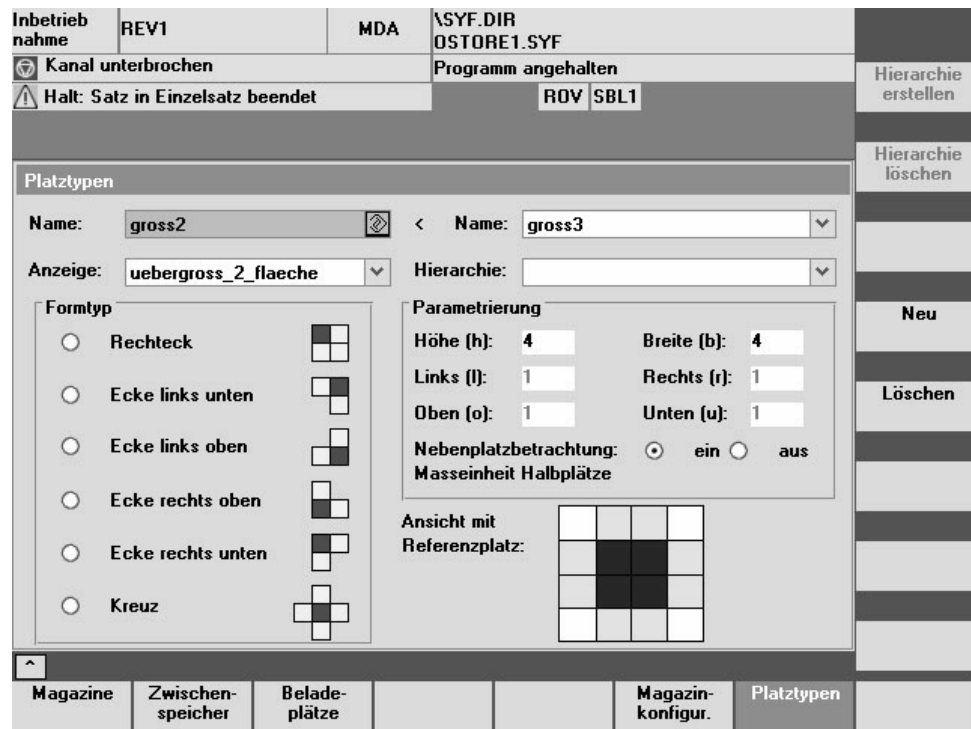 Inbetrieb
nahme
REV1
MDA
\SYF.DIR
OSTORE1.SYF
Kanal unterbrochen
Programm angehalten
Halt: Satz in Einzelsatz beendet
ROV SBL1
Hierarchie
erstellen
Hierarchie
löschen
Neu
Löschen
Platztypen
Name: gross2 < Name: gross3
Anzeige: uebergross_2_flaeche Hierarchie:
Formtyp
Rechteck
Ecke links unten
Ecke links oben
Ecke rechts oben
Ecke rechts unten
Kreuz
Parametrierung
Höhe (h): 4 Breite (b): 4
Links (l): 1 Rechts (r): 1
Oben (o): 1 Unten (u): 1
Nebenplatzbetrachtung: ein aus
Masseinheit Halbplätze
Ansicht mit
Referenzplatz:
^
Magazine
Zwischen-
speicher
Belade-
plätze
Magazin-
konfigur.
Platztypen